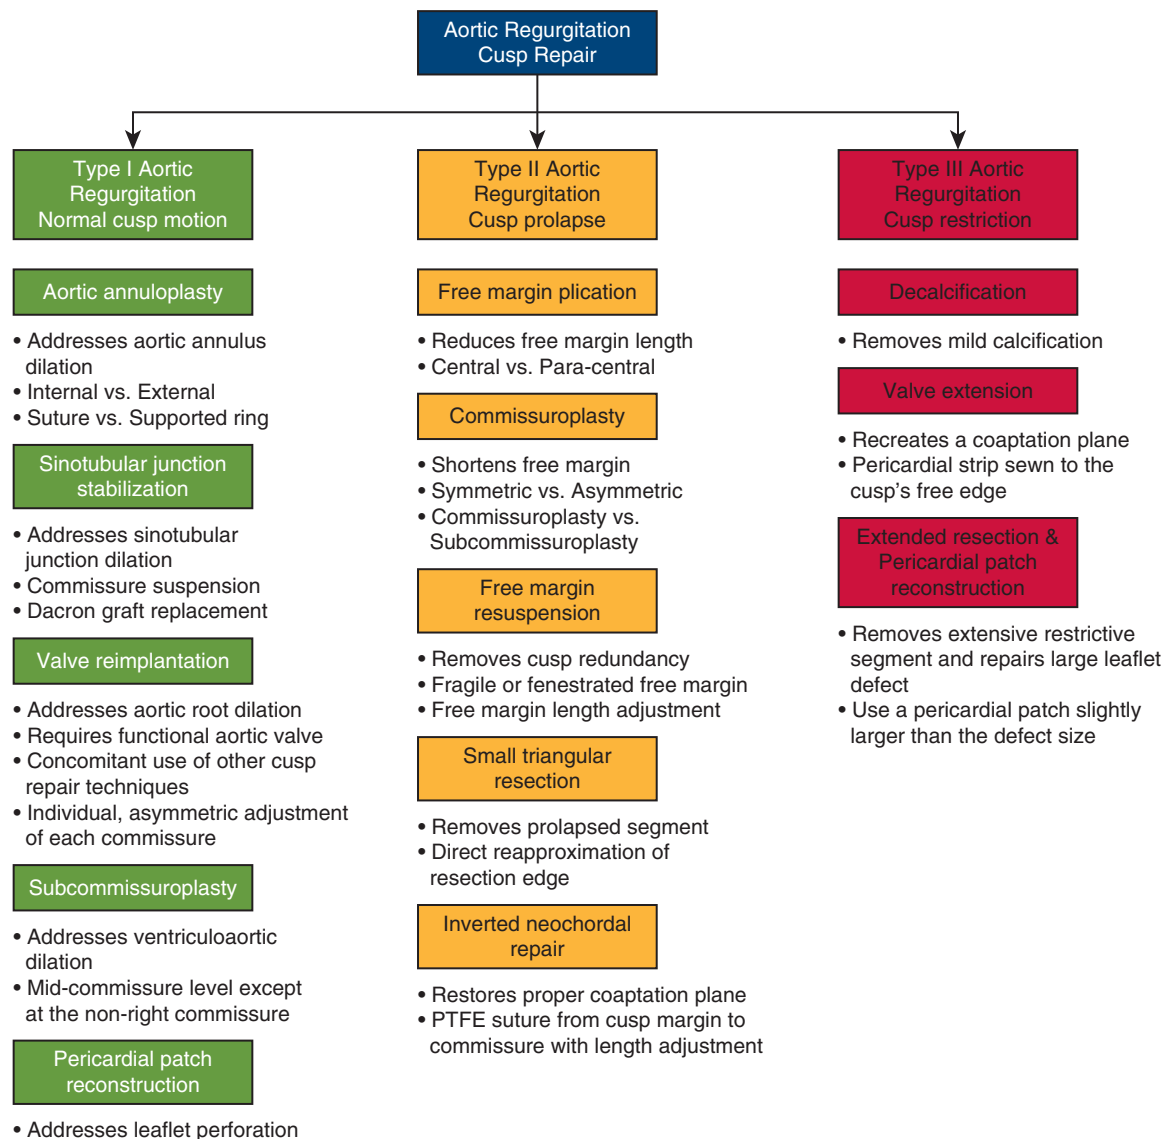 Aortic Regurgitation
Cusp Repair
Type I Aortic
Regurgitation
Normal cusp motion
Aortic annuloplasty
• Addresses aortic annulus
dilation
• Internal vs. External
• Suture vs. Supported ring
Sinotubular junction
stabilization
• Addresses sinotubular
junction dilation
• Commissure suspension
• Dacron graft replacement
Valve reimplantation
• Addresses aortic root dilation
• Requires functional aortic valve
• Concomitant use of other cusp
repair techniques
• Individual, asymmetric adjustment
of each commissure
Subcommissuroplasty
• Addresses ventriculoaortic
dilation
• Mid-commissure level except
at the non-right commissure
Pericardial patch
reconstruction
• Addresses leaflet perforation
Type II Aortic
Regurgitation
Cusp prolapse
Free margin plication
• Reduces free margin length
• Central vs. Para-central
Commissuroplasty
• Shortens free margin
• Symmetric vs. Asymmetric
• Commissuroplasty vs.
Subcommissuroplasty
Free margin
resuspension
• Removes cusp redundancy
• Fragile or fenestrated free margin
• Free margin length adjustment
Small triangular
resection
• Removes prolapsed segment
• Direct reapproximation of
resection edge
Inverted neochordal
repair
• Restores proper coaptation plane
• PTFE suture from cusp margin to
commissure with length adjustment
Type III Aortic
Regurgitation
Cusp restriction
Decalcification
• Removes mild calcification
Valve extension
• Recreates a coaptation plane
• Pericardial strip sewn to the
cusp's free edge
Extended resection &
Pericardial patch
reconstruction
• Removes extensive restrictive
segment and repairs large leaflet
defect
• Use a pericardial patch slightly
larger than the defect size